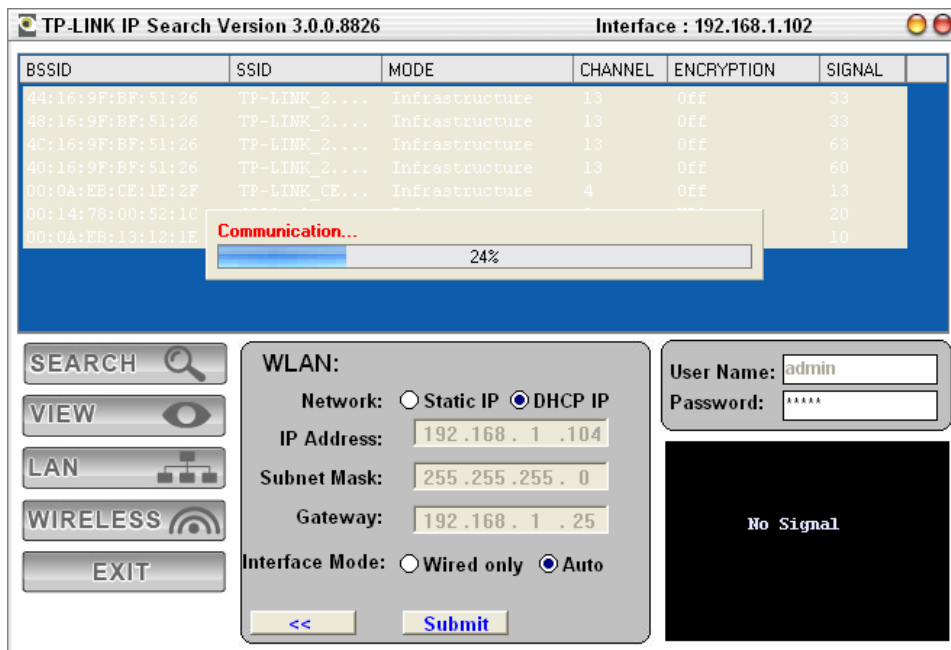 TP-LINK IP Search Version 3.0.0.8826 Interface : 192.168.1.102
BSSID SSID MODE CHANNEL ENCRYPTION SIGNAL
44:16:9F:BF:51:26 TP-LINK_2.... Infrastructure 13 Off 33
48:16:9F:BF:51:26 TP-LINK_2.... Infrastructure 13 Off 33
4C:16:9F:BF:51:26 TP-LINK_2.... Infrastructure 13 Off 63
40:16:9F:BF:51:26 TP-LINK_2.... Infrastructure 13 Off 60
00:0A:EB:CE:1E:2F TP-LINK_CE... Infrastructure 4 Off 13
00:14:78:00:52:1C 20
00:0A:EB:13:12:1E 10
Communication...
24%
SEARCH
VIEW
LAN
WIRELESS
EXIT
WLAN:
Network: Static IP DHCP IP
IP Address: 192.168. 1 .104
Subnet Mask: 255.255.255. 0
Gateway: 192.168. 1 . 25
Interface Mode: Wired only Auto
<< Submit
User Name: admin
Password: *****
No Signal